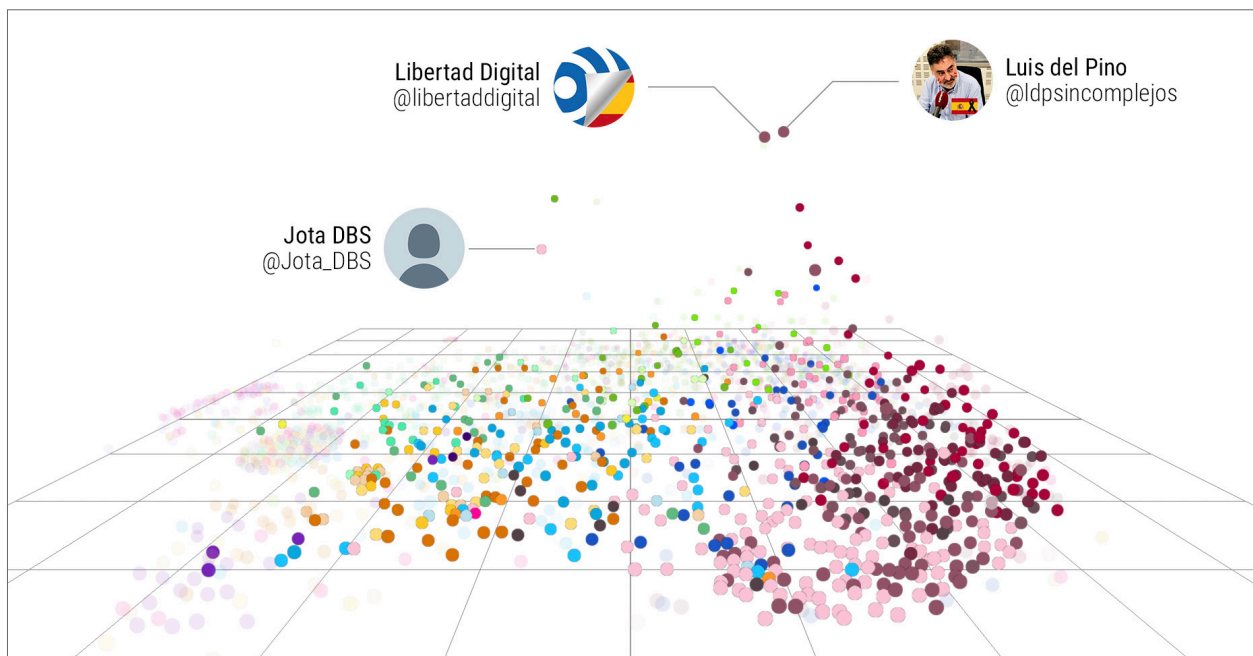 Libertad Digital
@libertaddigital
Luis del Pino
@ldpsincomplejos
Jota DBS
@Jota_DBS